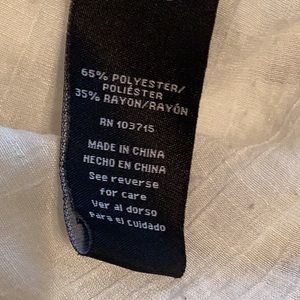 65% POLYESTER/
POLIÉSTER
35% RAYON/RAYÓN
RN 103715
MADE IN CHINA
HECHO EN CHINA
See reverse
for care
Ver al dorso
Para el cuidado